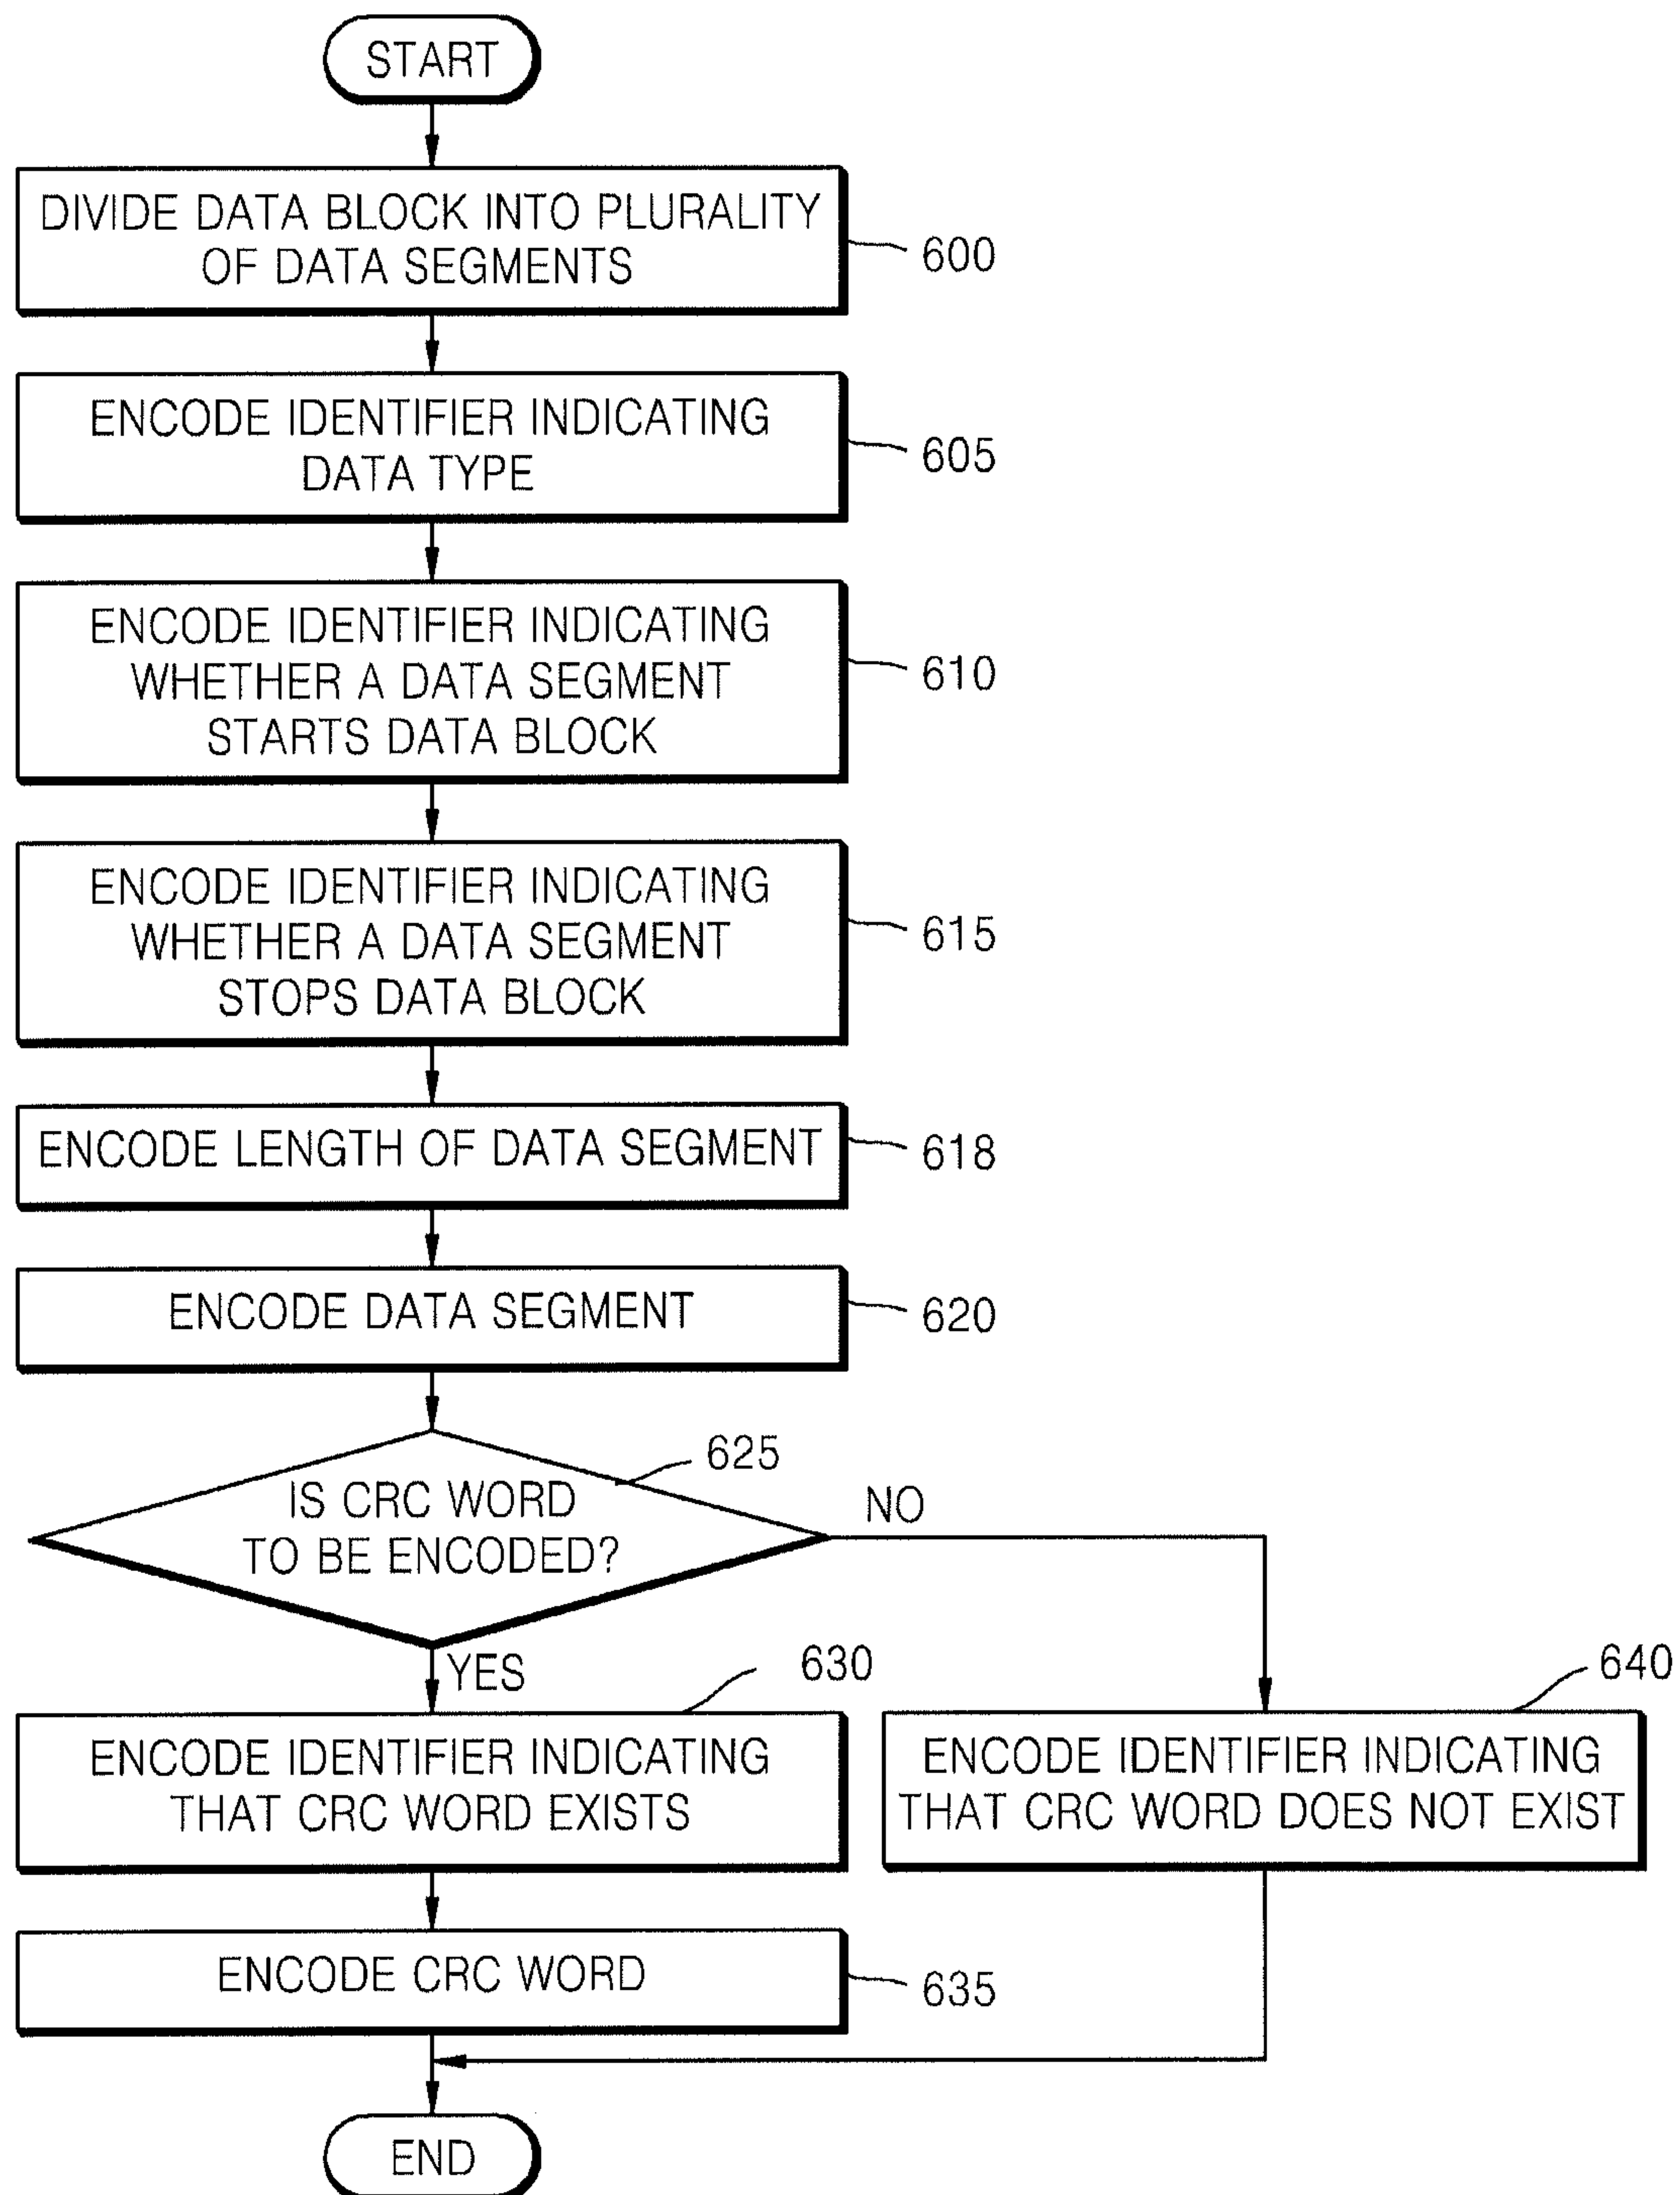 START
DIVIDE DATA BLOCK INTO PLURALITY
OF DATA SEGMENTS
600
ENCODE IDENTIFIER INDICATING
DATA TYPE
605
ENCODE IDENTIFIER INDICATING
WHETHER A DATA SEGMENT
STARTS DATA BLOCK
610
ENCODE IDENTIFIER INDICATING
WHETHER A DATA SEGMENT
STOPS DATA BLOCK
615
ENCODE LENGTH OF DATA SEGMENT
618
ENCODE DATA SEGMENT
620
IS CRC WORD
TO BE ENCODED?
625
NO
YES
630
ENCODE IDENTIFIER INDICATING
THAT CRC WORD EXISTS
640
ENCODE IDENTIFIER INDICATING
THAT CRC WORD DOES NOT EXIST
ENCODE CRC WORD
635
END